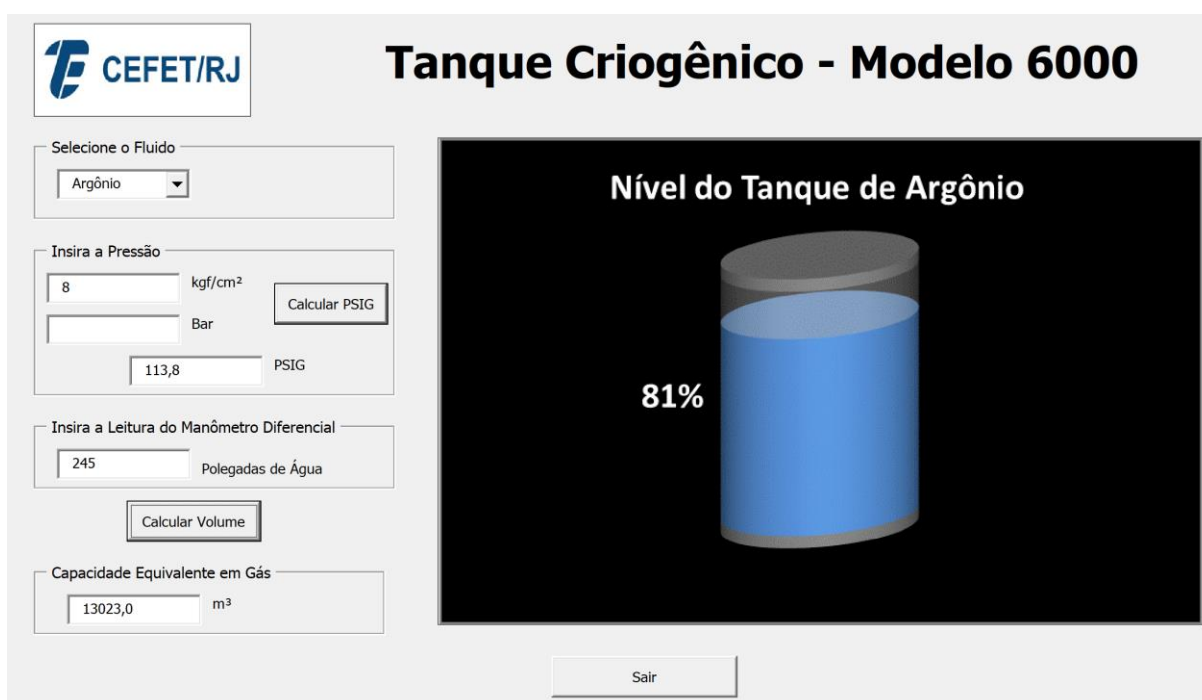 CEFET/RJ
Tanque Criogênico - Modelo 6000
Selecione o Fluido
Argônio
Insira a Pressão
8 kgf/cm²
Bar
Calcular PSIG
113,8 PSIG
Insira a Leitura do Manômetro Diferencial
245 Polegadas de Água
Calcular Volume
Capacidade Equivalente em Gás
13023,0 m³
Nível do Tanque de Argônio
81%
Sair